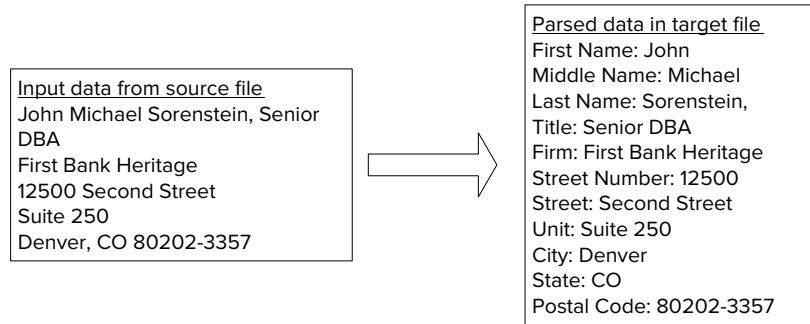 Input data from source file
John Michael Sorenstein, Senior
DBA
First Bank Heritage
12500 Second Street
Suite 250
Denver, CO 80202-3357
Parsed data in target file
First Name: John
Middle Name: Michael
Last Name: Sorenstein,
Title: Senior DBA
Firm: First Bank Heritage
Street Number: 12500
Street: Second Street
Unit: Suite 250
City: Denver
State: CO
Postal Code: 80202-3357